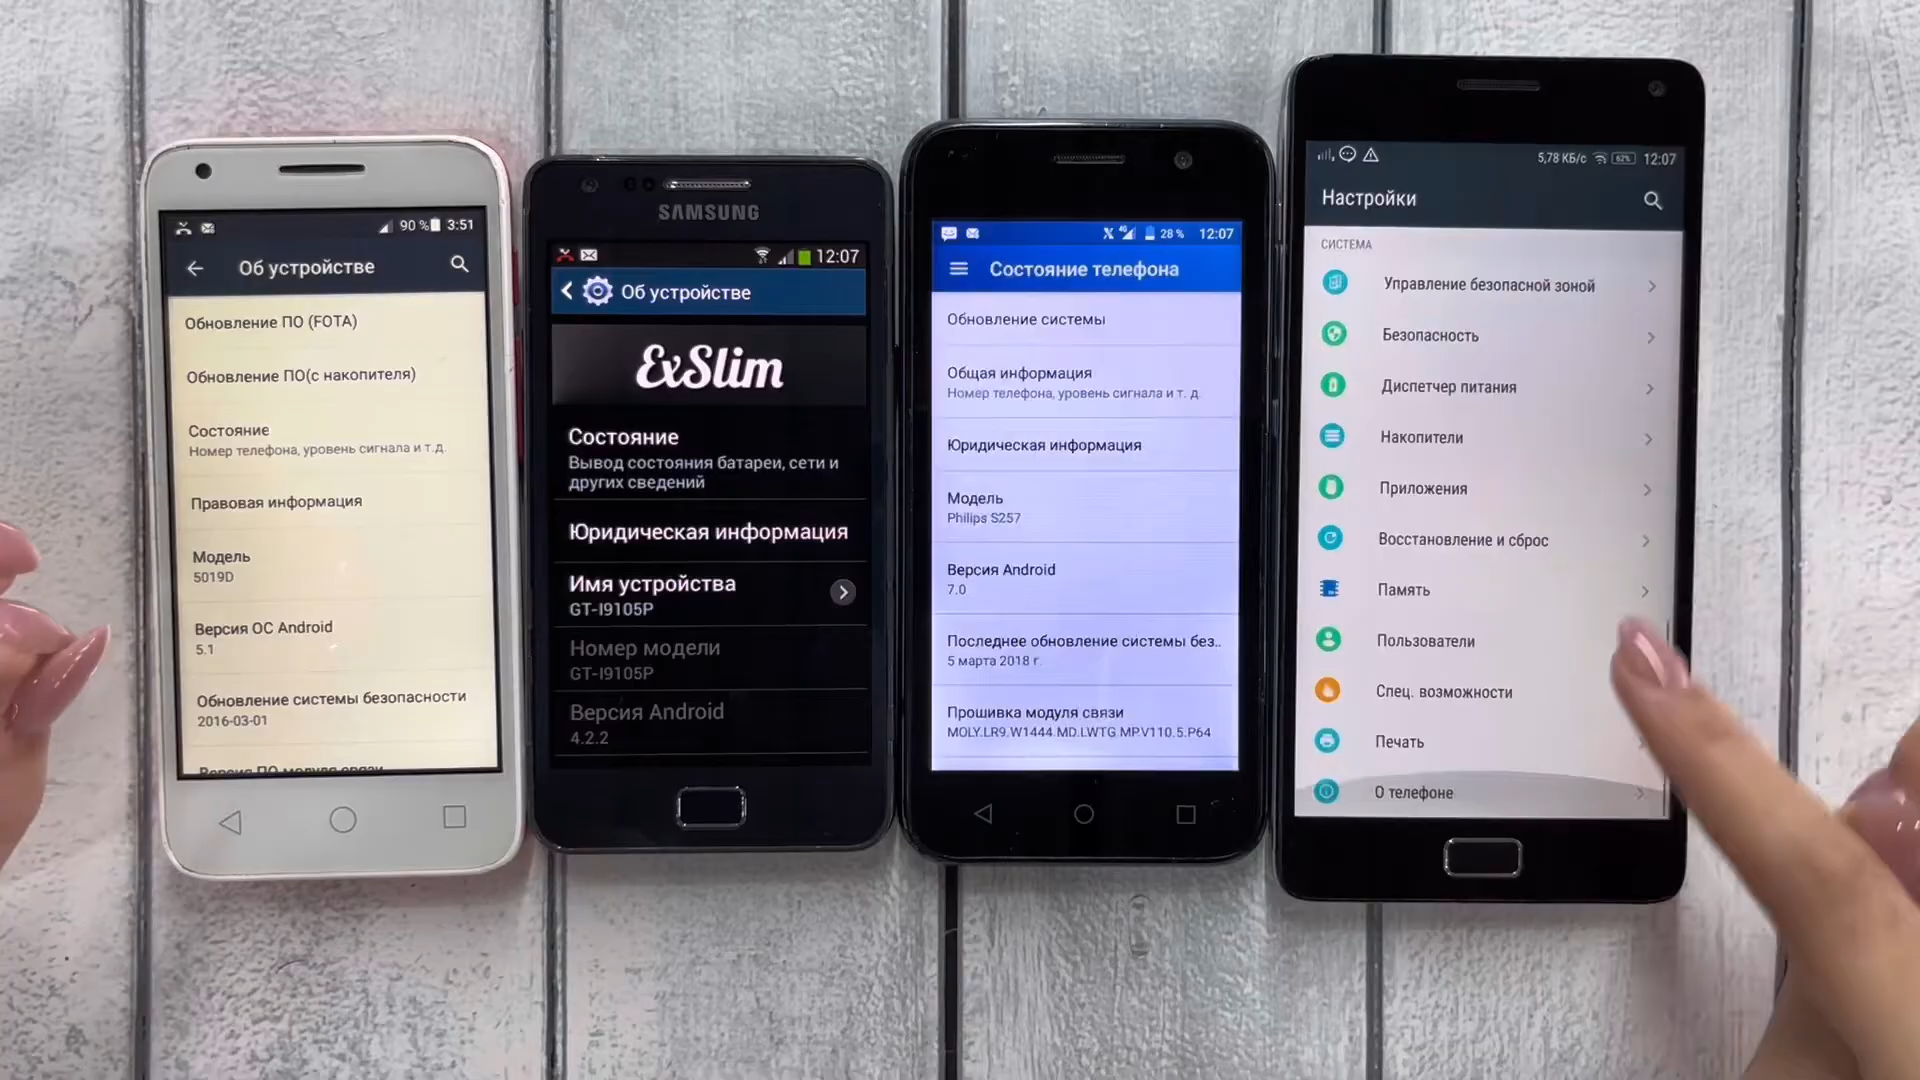 90 % 3:51
Об устройстве
Обновление ПО (FOTA)
Обновление ПО(с накопителя)
Состояние
Номер телефона, уровень сигнала и т.д.
Правовая информация
Модель
5019D
Версия ОС Android
5.1
Обновление системы безопасности
2016-03-01
Версия ПО модуля связи
SAMSUNG
12:07
Об устройстве
ExSlim
Состояние
Вывод состояния батареи, сети и
других сведений
Юридическая информация
Имя устройства
GT-I9105P
Номер модели
GT-I9105P
Версия Android
4.2.2
4G 28 % 12:07
Состояние телефона
Обновление системы
Общая информация
Номер телефона, уровень сигнала и т. д.
Юридическая информация
Модель
Philips S257
Версия Android
7.0
Последнее обновление системы без..
5 марта 2018 г.
Прошивка модуля связи
MOLY.LR9.W1444.MD.LWTG.MP.V110.5.P64
5,78 КБ/с 62% 12:07
Настройки
СИСТЕМА
Управление безопасной зоной
Безопасность
Диспетчер питания
Накопители
Приложения
Восстановление и сброс
Память
Пользователи
Спец. возможности
Печать
О телефоне